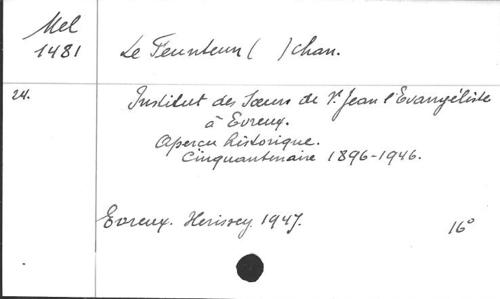 Mel
1481
Le Feunteun ( ) chan.
24.
Institut des Sœurs de St Jean l'Evangéliste
à Evreux.
Aperçu historique.
Cinquantenaire 1896-1946.
Evreux. Herissey. 1947.
16°